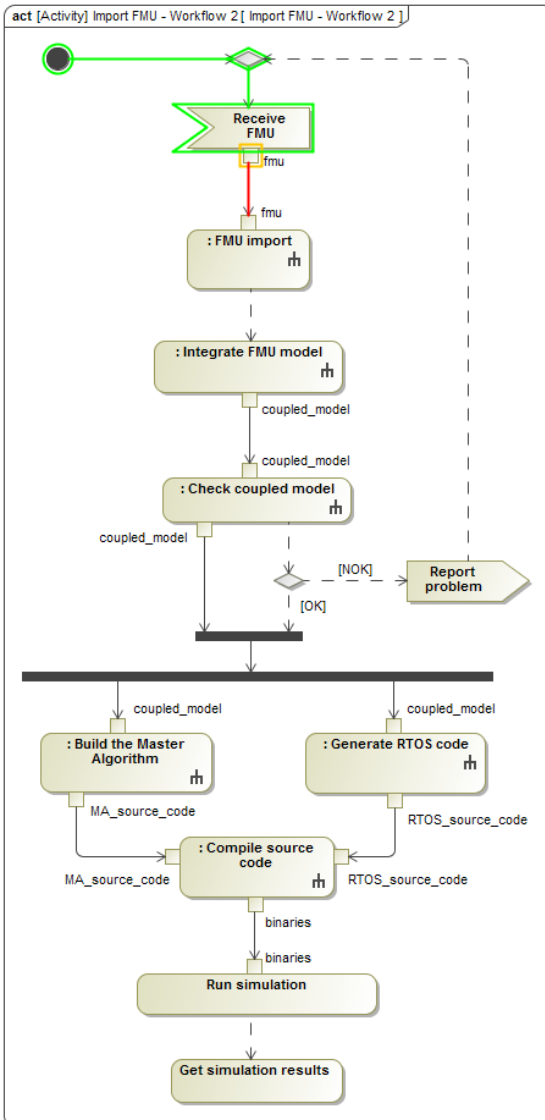 act [Activity] Import FMU - Workflow 2 [ Import FMU - Workflow 2 ]
Receive
FMU
fmu
fmu
: FMU import
: Integrate FMU model
coupled_model
coupled_model
: Check coupled model
coupled_model
[NOK]
Report
problem
[OK]
coupled_model
coupled_model
: Build the Master
Algorithm
: Generate RTOS code
MA_source_code
RTOS_source_code
: Compile source
code
MA_source_code
RTOS_source_code
binaries
binaries
Run simulation
Get simulation results